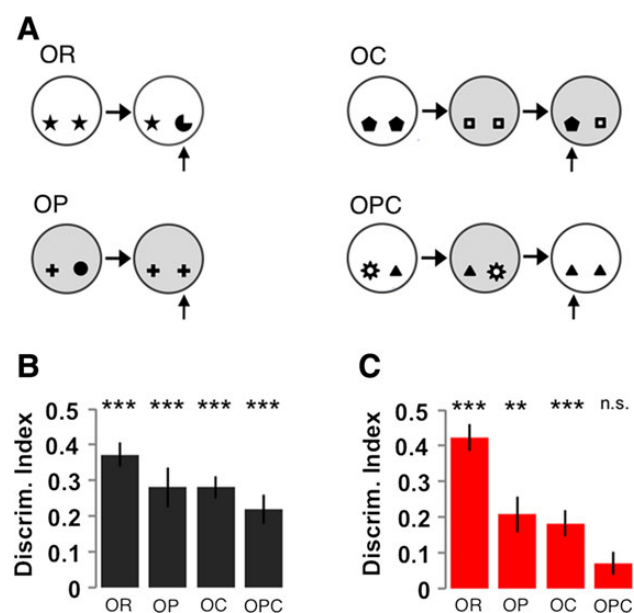 A
OR
OC
OP
OPC
B
*** *** *** ***
Discrim. Index
0.5
0.4
0.3
0.2
0.1
0
OR OP OC OPC
C
*** ** *** n.s.
Discrim. Index
0.5
0.4
0.3
0.2
0.1
0
OR OP OC OPC